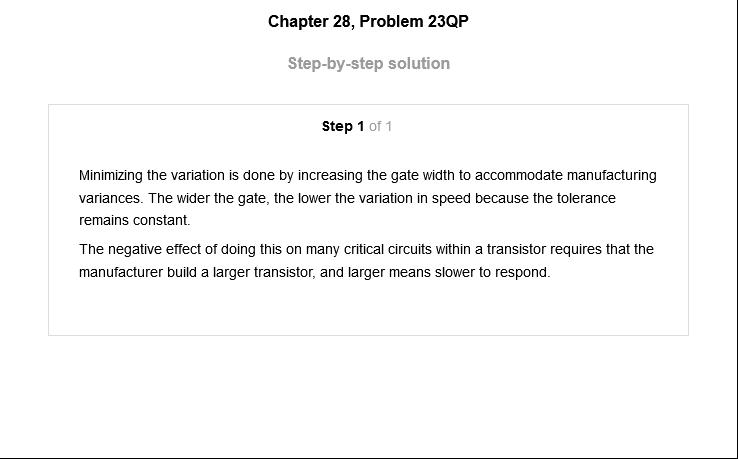 Chapter 28, Problem 23QP
Step-by-step solution
Step 1 of 1
Minimizing the variation is done by increasing the gate width to accommodate manufacturing
variances. The wider the gate, the lower the variation in speed because the tolerance
remains constant.
The negative effect of doing this on many critical circuits within a transistor requires that the
manufacturer build a larger transistor, and larger means slower to respond.